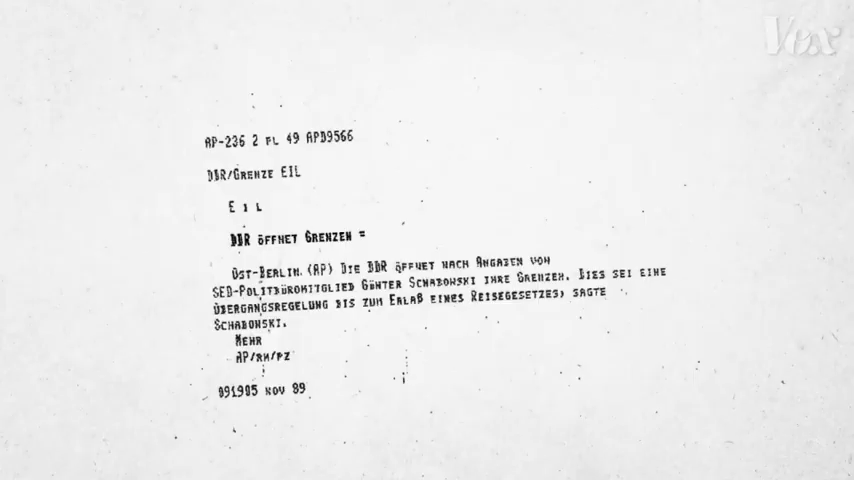 Vox
AP-236 2 PL 49 APD9566
DDR/GRENZE EIL
E I L
DDR ÖFFNET GRENZEN =
OST-BERLIN (AP) DIE DDR ÖFFNET NACH ANGABEN VON
SED-POLITBÜROMITGLIED GÜNTER SCHABOWSKI IHRE GRENZEN. DIES SEI EINE
ÜBERGANGSREGELUNG BIS ZUM ERLAß EINES REISEGESETZES, SAGTE
SCHABOWSKI.
MEHR
AP/RM/PZ
091905 NOV 89